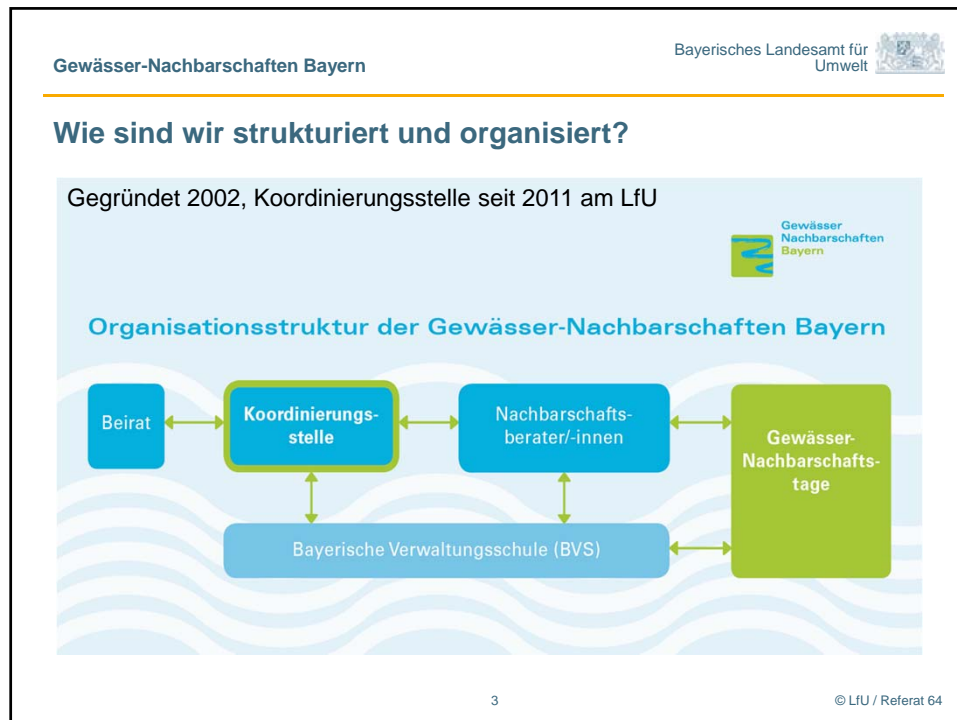 Gewässer-Nachbarschaften Bayern
Bayerisches Landesamt für
Umwelt
Wie sind wir strukturiert und organisiert?
Gegründet 2002, Koordinierungsstelle seit 2011 am LfU
Gewässer
Nachbarschaften
Bayern
Organisationsstruktur der Gewässer-Nachbarschaften Bayern
Beirat
Koordinierungs-
stelle
Nachbarschafts-
berater/-innen
Gewässer-
Nachbarschafts-
tage
Bayerische Verwaltungsschule (BVS)
3
© LfU / Referat 64